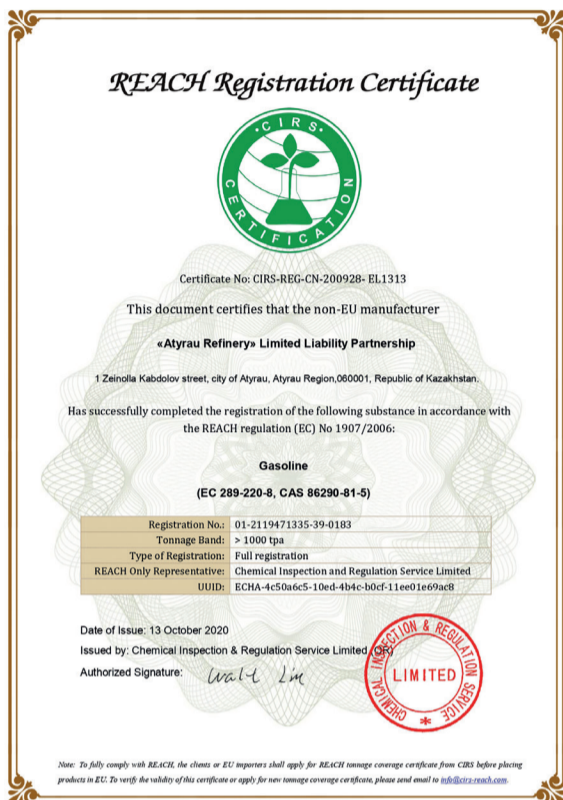 REACH Registration Certificate
·CIRS·
CERTIFICATION
Certificate No: CIRS-REG-CN-200928- EL1313
This document certifies that the non-EU manufacturer
«Atyrau Refinery» Limited Liability Partnership
1 Zeinolla Kabdolov street, city of Atyrau, Atyrau Region,060001, Republic of Kazakhstan.
Has successfully completed the registration of the following substance in accordance with
the REACH regulation (EC) No 1907/2006:
Gasoline
(EC 289-220-8, CAS 86290-81-5)
Registration No.: 01-2119471335-39-0183
Tonnage Band: > 1000 tpa
Type of Registration: Full registration
REACH Only Representative: Chemical Inspection and Regulation Service Limited
UUID: ECHA-4c50a6c5-10ed-4b4c-b0cf-11ee01e69ac8
Date of Issue: 13 October 2020
Issued by: Chemical Inspection & Regulation Service Limited (OR)
Authorized Signature: Walt Lin
CHEMICAL INSPECTION & REGULATION SERVICE
LIMITED
Note: To fully comply with REACH, the clients or EU importers shall apply for REACH tonnage coverage certificate from CIRS before placing
products in EU. To verify the validity of this certificate or apply for new tonnage coverage certificate, please send email to info@cirs-reach.com.